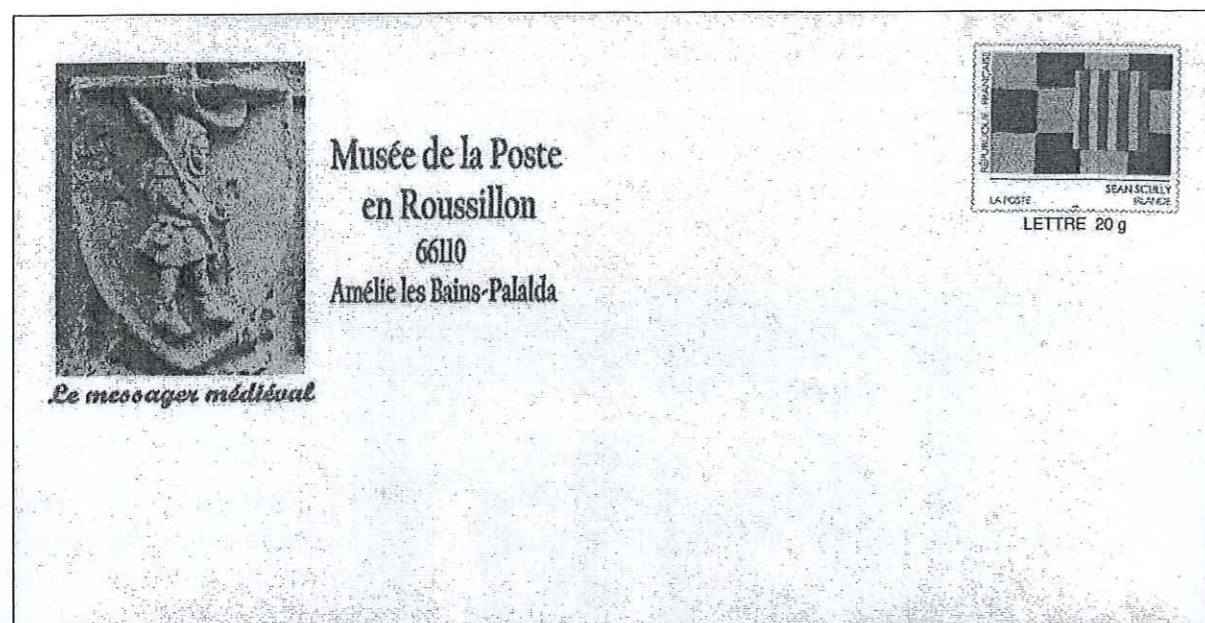 Le messager médiéval
Musée de la Poste
en Roussillon
66110
Amélie les Bains-Palalda
RÉPUBLIQUE FRANÇAISE
SEAN SCULLY
LA POSTE
IRLANDE
LETTRE 20 g